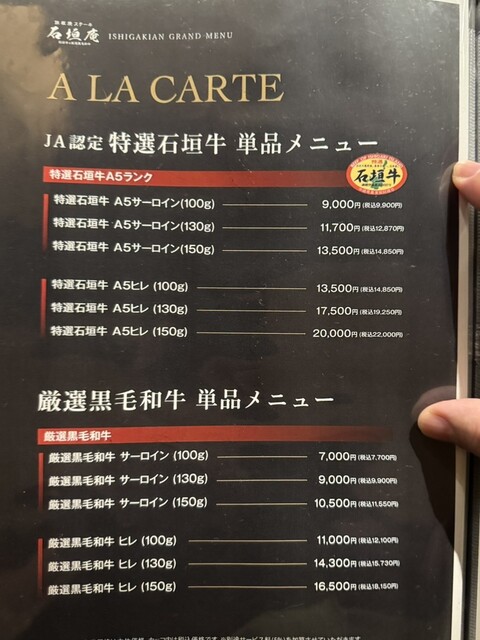 鉄板焼ステーキ
石垣庵 ISHIGAKIAN GRAND MENU
A LA CARTE
JA認定 特選石垣牛 単品メニュー
特選石垣牛A5ランク
特選
石垣牛
特選石垣牛 A5サーロイン(100g) 9,000円(税込9,900円)
特選石垣牛 A5サーロイン(130g) 11,700円(税込12,870円)
特選石垣牛 A5サーロイン(150g) 13,500円(税込14,850円)
特選石垣牛 A5ヒレ (100g) 13,500円(税込14,850円)
特選石垣牛 A5ヒレ (130g) 17,500円(税込19,250円)
特選石垣牛 A5ヒレ (150g) 20,000円(税込22,000円)
厳選黒毛和牛 単品メニュー
厳選黒毛和牛
厳選黒毛和牛 サーロイン (100g) 7,000円(税込7,700円)
厳選黒毛和牛 サーロイン (130g) 9,000円(税込9,900円)
厳選黒毛和牛 サーロイン (150g) 10,500円(税込11,550円)
厳選黒毛和牛 ヒレ (100g) 11,000円(税込12,100円)
厳選黒毛和牛 ヒレ (130g) 14,300円(税込15,730円)
厳選黒毛和牛 ヒレ (150g) 16,500円(税込18,150円)